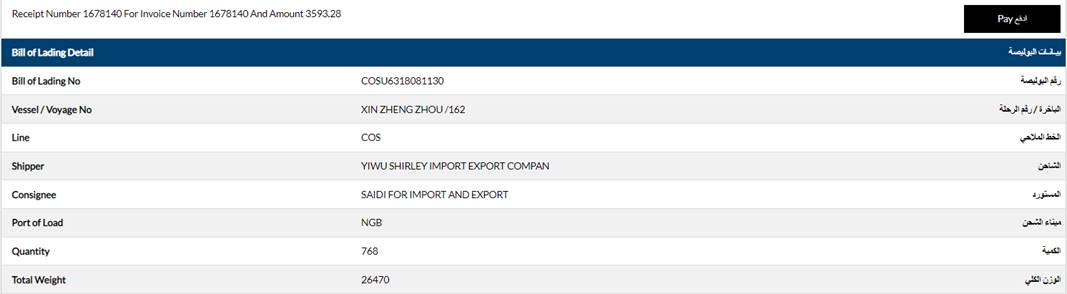 Receipt Number 1678140 For Invoice Number 1678140 And Amount 3593.28
Pay ادفع
Bill of Lading Detail بيانات البوليصة
Bill of Lading No COSU6318081130 رقم البوليصة
Vessel / Voyage No XIN ZHENG ZHOU /162 الباخرة / رقم الرحلة
Line COS الخط الملاحي
Shipper YIWU SHIRLEY IMPORT EXPORT COMPAN الشاحن
Consignee SAIDI FOR IMPORT AND EXPORT المستورد
Port of Load NGB ميناء الشحن
Quantity 768 الكمية
Total Weight 26470 الوزن الكلي